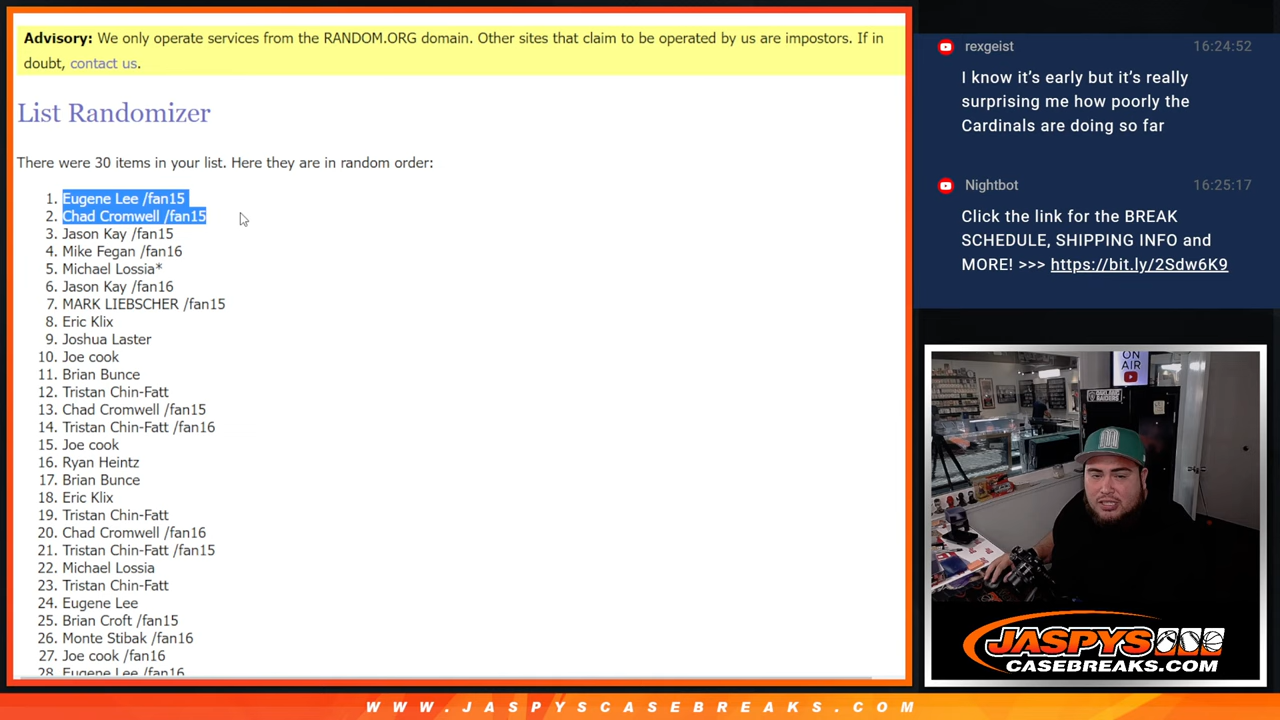 Advisory: We only operate services from the RANDOM.ORG domain. Other sites that claim to be operated by us are impostors. If in
doubt, contact us.
List Randomizer
There were 30 items in your list. Here they are in random order:
1. Eugene Lee /fan15
2. Chad Cromwell /fan15
3. Jason Kay /fan15
4. Mike Fegan /fan16
5. Michael Lossia*
6. Jason Kay /fan16
7. MARK LIEBSCHER /fan15
8. Eric Klix
9. Joshua Laster
10. Joe cook
11. Brian Bunce
12. Tristan Chin-Fatt
13. Chad Cromwell /fan15
14. Tristan Chin-Fatt /fan16
15. Joe cook
16. Ryan Heintz
17. Brian Bunce
18. Eric Klix
19. Tristan Chin-Fatt
20. Chad Cromwell /fan16
21. Tristan Chin-Fatt /fan15
22. Michael Lossia
23. Tristan Chin-Fatt
24. Eugene Lee
25. Brian Croft /fan15
26. Monte Stibak /fan16
27. Joe cook /fan16
28. Eugene Lee /fan16
rexgeist 16:24:52
I know it's early but it's really
surprising me how poorly the
Cardinals are doing so far
Nightbot 16:25:17
Click the link for the BREAK
SCHEDULE, SHIPPING INFO and
MORE! >>> https://bit.ly/2Sdw6K9
ON
AIR
JASPYS
CASEBREAKS.COM
WWW.JASPYSCASEBREAKS.COM